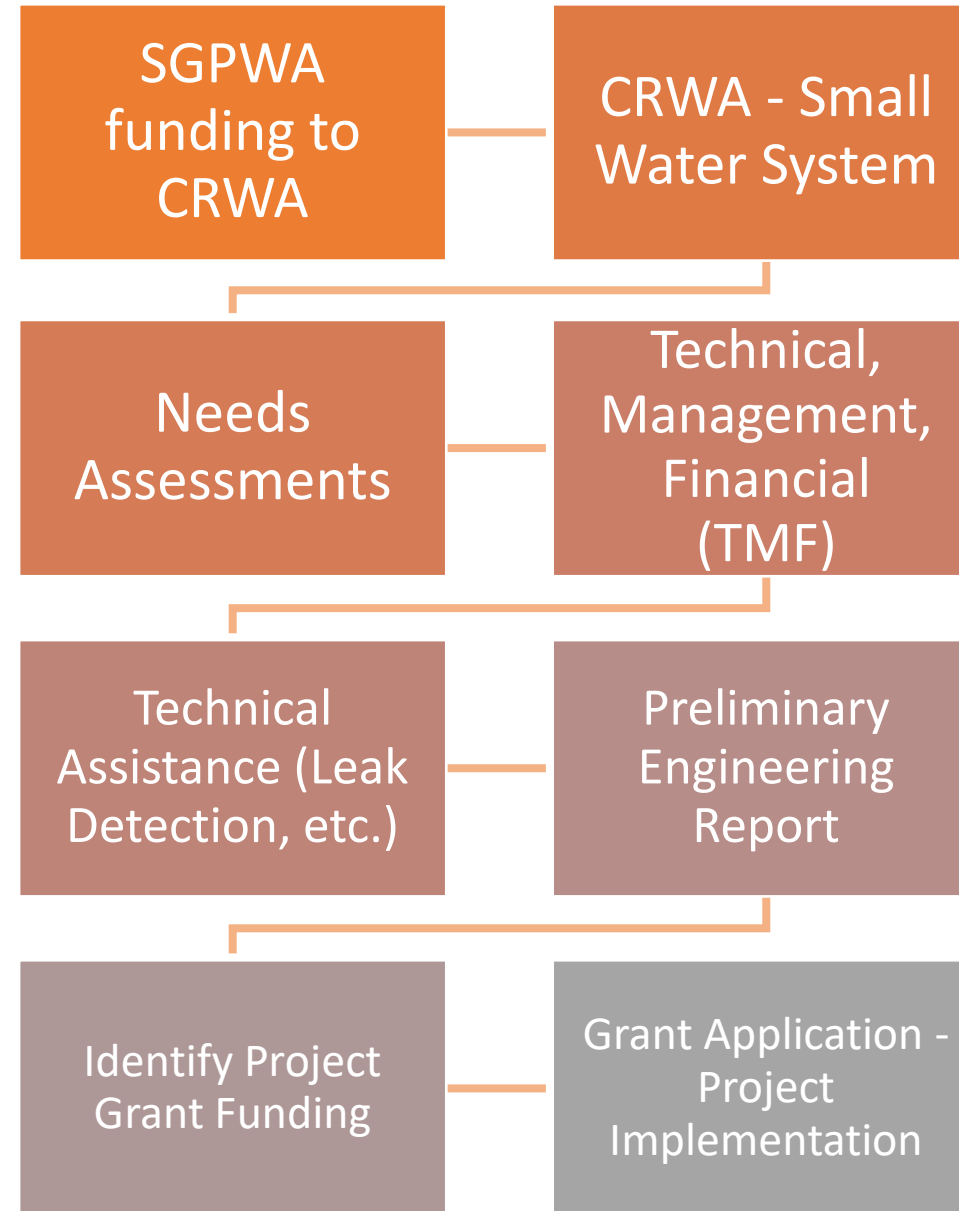 SGPWA
funding to
CRWA
CRWA - Small
Water System
Needs
Assessments
Technical,
Management,
Financial
(TMF)
Technical
Assistance (Leak
Detection, etc.)
Preliminary
Engineering
Report
Identify Project
Grant Funding
Grant Application -
Project
Implementation